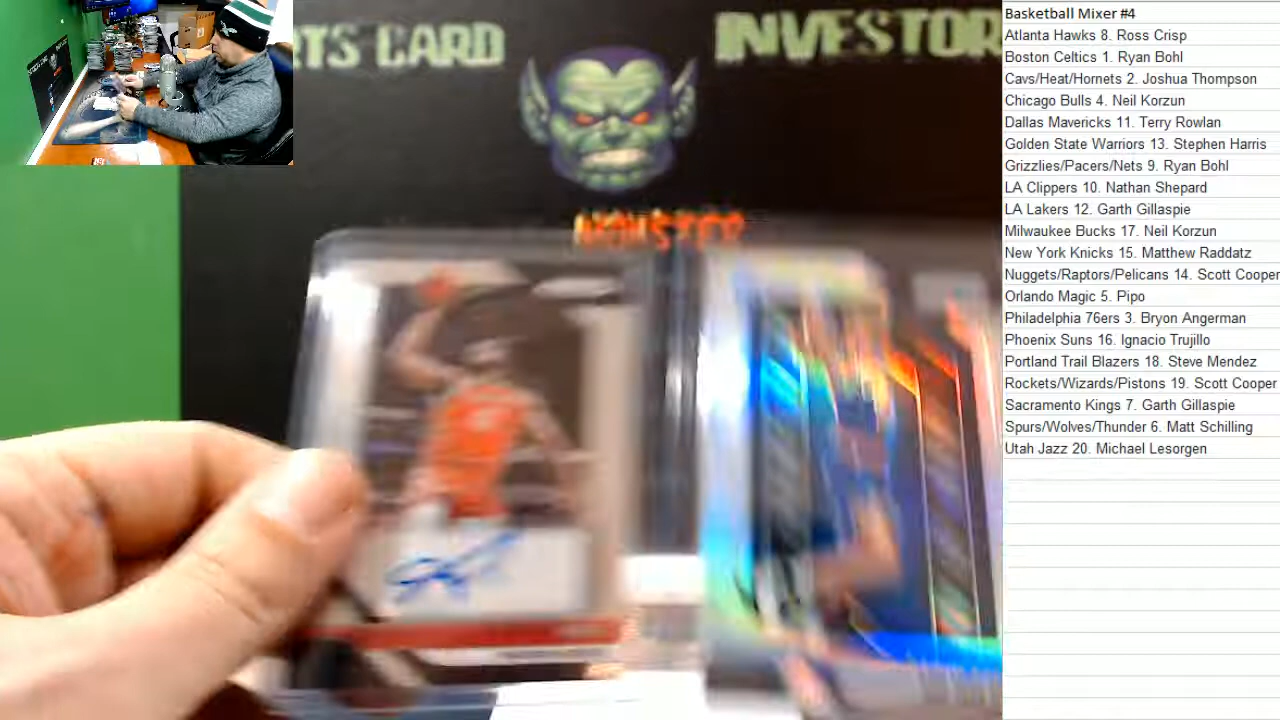 TS CARD
INVESTOR
MONSTER
Basketball Mixer #4
Atlanta Hawks 8. Ross Crisp
Boston Celtics 1. Ryan Bohl
Cavs/Heat/Hornets 2. Joshua Thompson
Chicago Bulls 4. Neil Korzun
Dallas Mavericks 11. Terry Rowlan
Golden State Warriors 13. Stephen Harris
Grizzlies/Pacers/Nets 9. Ryan Bohl
LA Clippers 10. Nathan Shepard
LA Lakers 12. Garth Gillaspie
Milwaukee Bucks 17. Neil Korzun
New York Knicks 15. Matthew Raddatz
Nuggets/Raptors/Pelicans 14. Scott Cooper
Orlando Magic 5. Pipo
Philadelphia 76ers 3. Bryon Angerman
Phoenix Suns 16. Ignacio Trujillo
Portland Trail Blazers 18. Steve Mendez
Rockets/Wizards/Pistons 19. Scott Cooper
Sacramento Kings 7. Garth Gillaspie
Spurs/Wolves/Thunder 6. Matt Schilling
Utah Jazz 20. Michael Lesorgen